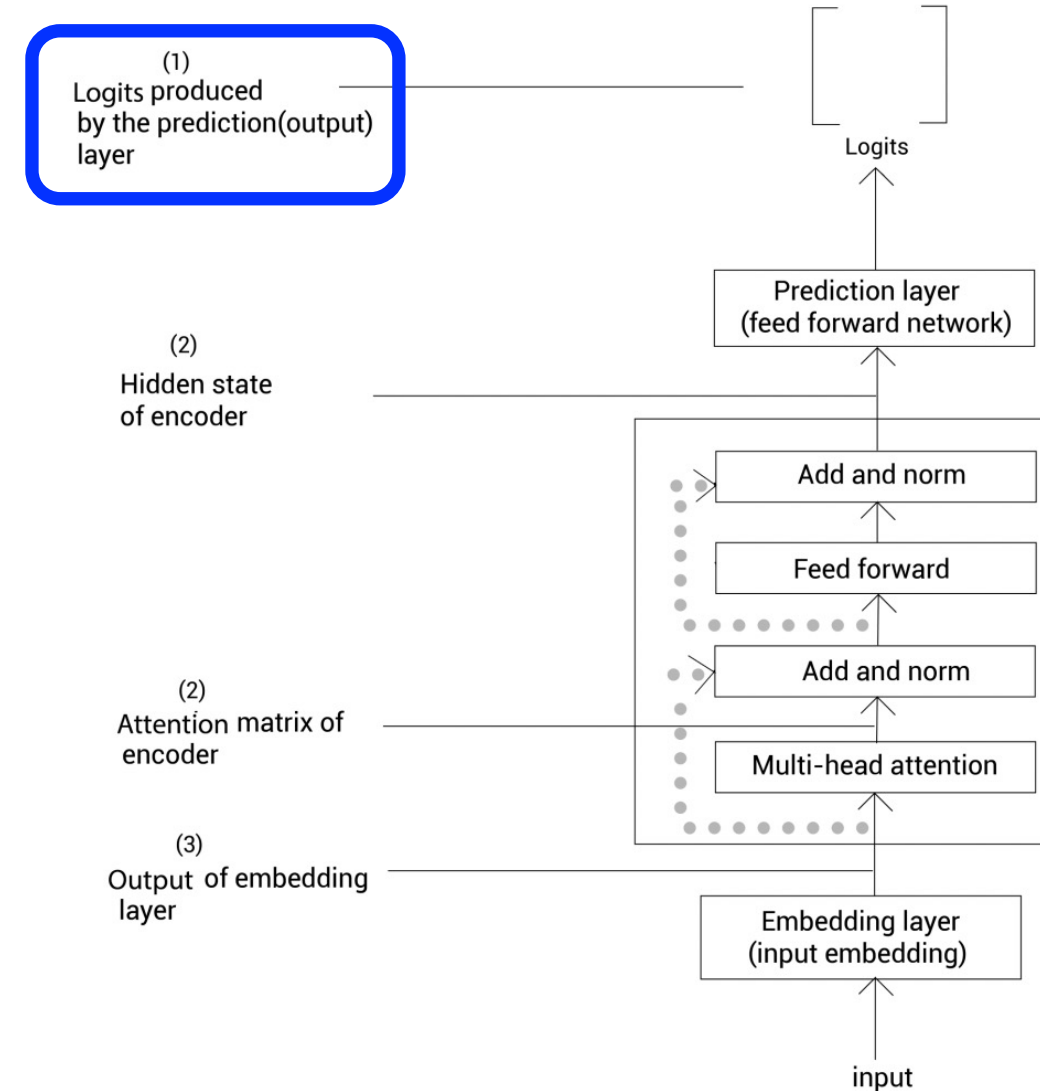 (1)
Logits produced
by the prediction(output)
layer
Logits
Prediction layer
(feed forward network)
(2)
Hidden state
of encoder
Add and norm
Feed forward
Add and norm
(2)
Attention matrix of
encoder
Multi-head attention
(3)
Output of embedding
layer
Embedding layer
(input embedding)
input